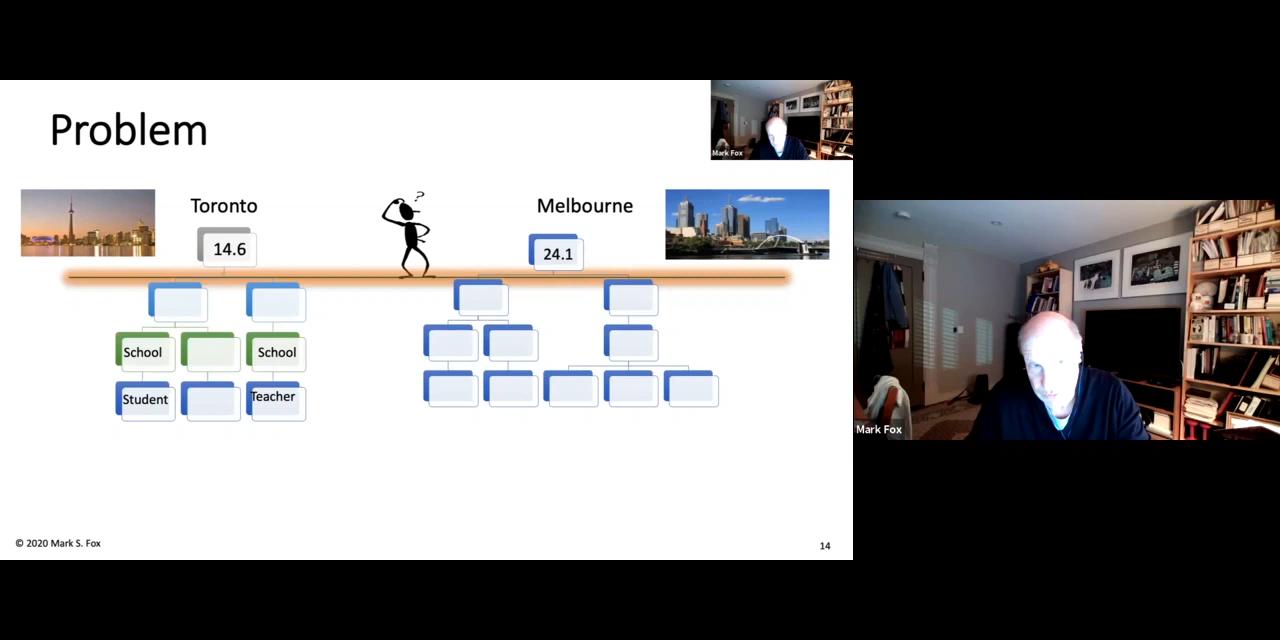 Problem
Mark Fox
Toronto
?
Melbourne
14.6
24.1
School
School
Student
Teacher
Mark Fox
© 2020 Mark S. Fox
14